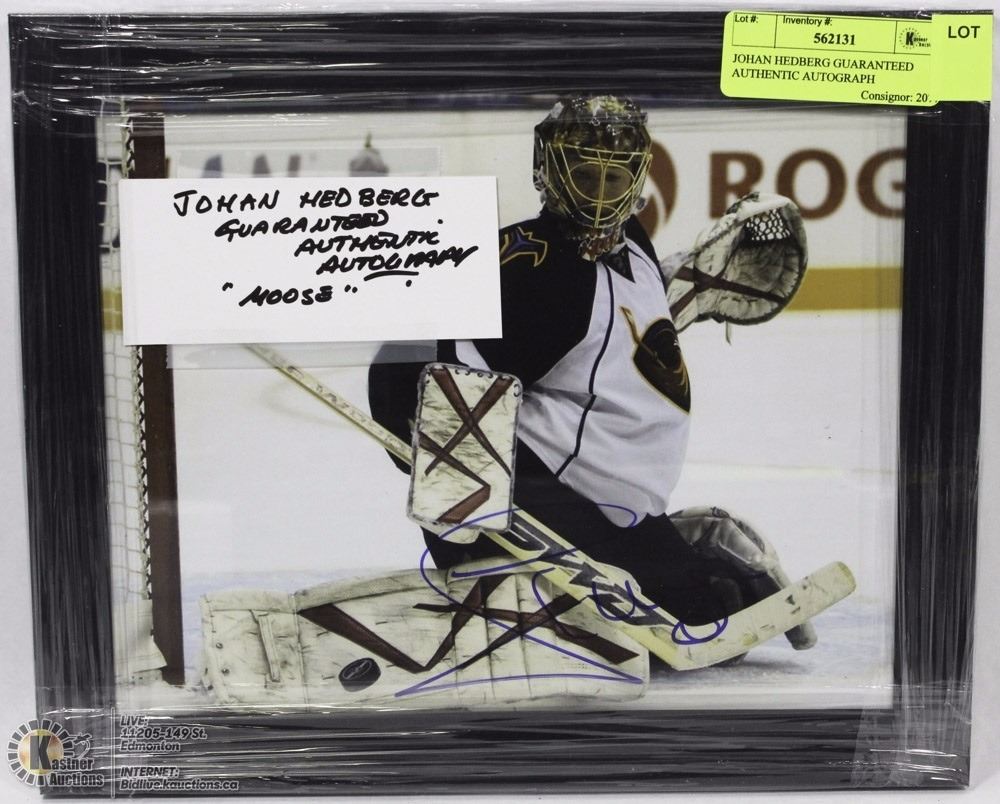 Lot #:
Inventory #:
562131
LOT
JOHAN HEDBERG GUARANTEED
AUTHENTIC AUTOGRAPH
Consignor: 20
JOHAN HEDBERG
GUARANTEED
AUTHENTIC
AUTOGRAPH
"MOOSE"
ROG
Kastner
Auctions
LIVE:
11205-149 St.
Edmonton
INTERNET:
Bidlive.kauctions.ca